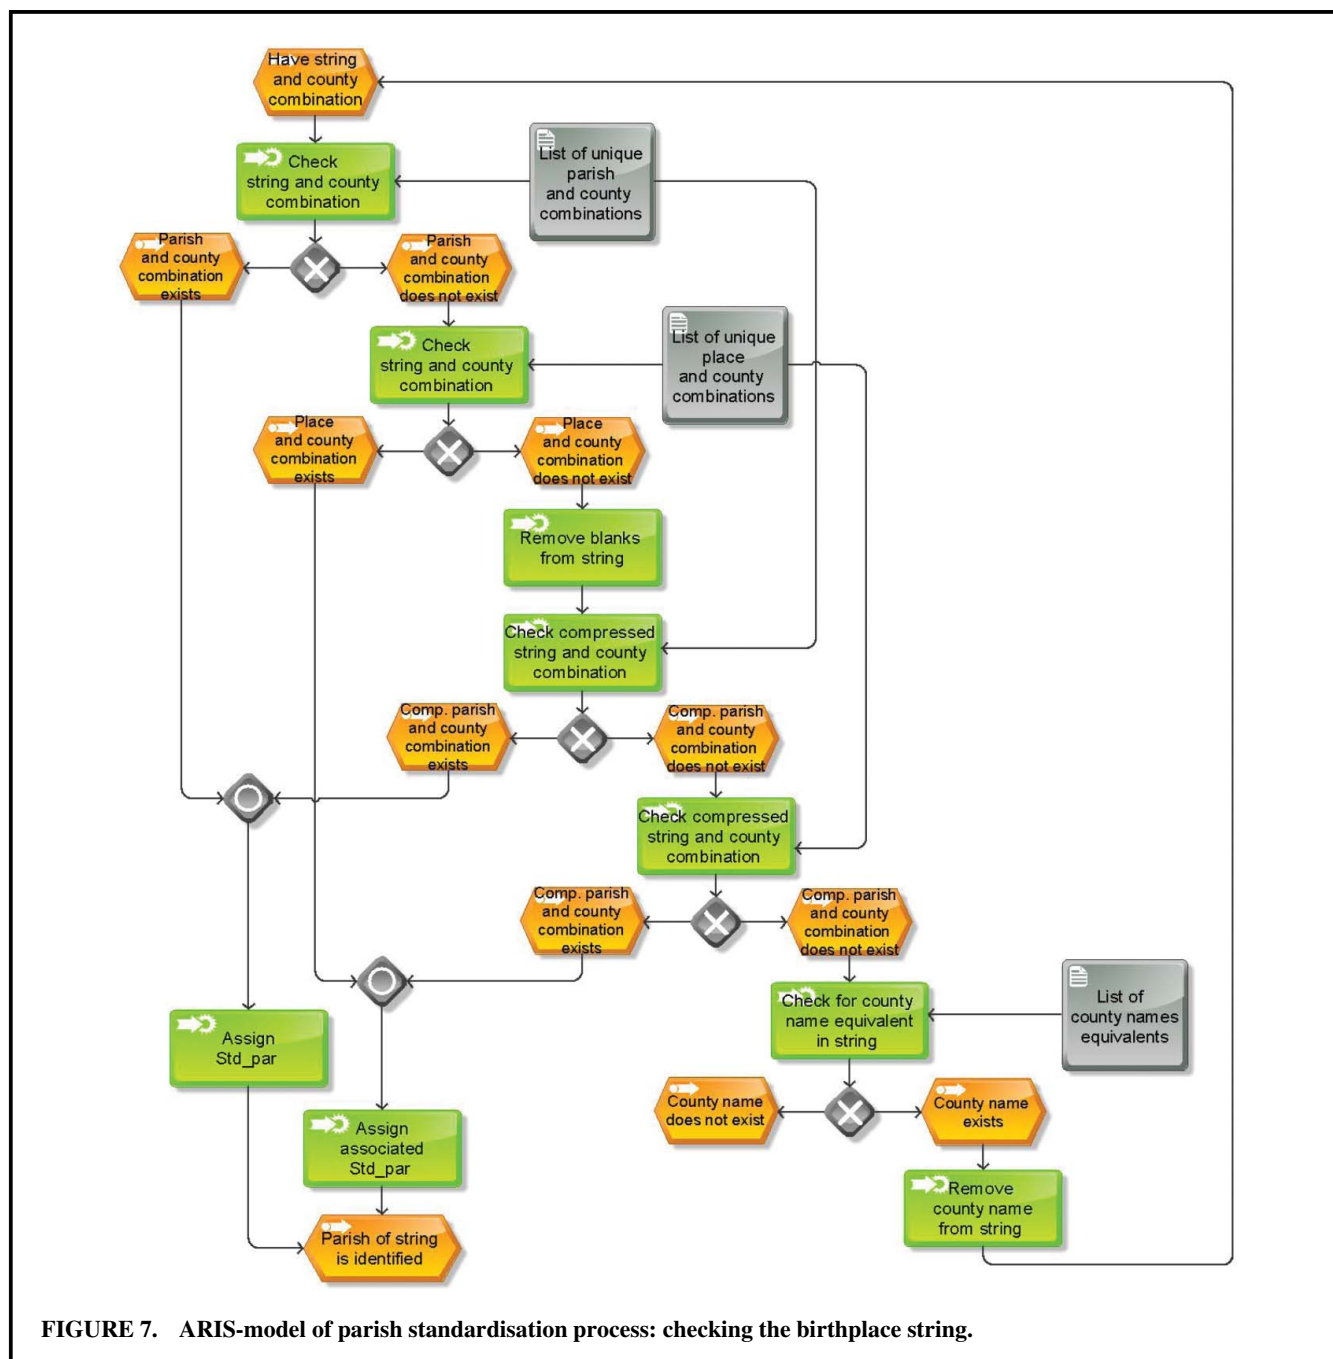 Have string
and county
combination
Check
string and county
combination
List of unique
parish
and county
combinations
Parish
and county
combination
exists
Parish
and county
combination
does not exist
Check
string and county
combination
List of unique
place
and county
combinations
Place
and county
combination
exists
Place
and county
combination
does not exist
Remove blanks
from string
Check compressed
string and county
combination
Comp. parish
and county
combination
exists
Comp. parish
and county
combination
does not exist
Check compressed
string and county
combination
Comp. parish
and county
combination
exists
Comp. parish
and county
combination
does not exist
Check for county
name equivalent
in string
List of
county names
equivalents
Assign
Std_par
County name
does not exist
County name
exists
Assign
associated
Std_par
Remove
county name
from string
Parish of string
is identified
FIGURE 7. ARIS-model of parish standardisation process: checking the birthplace string.